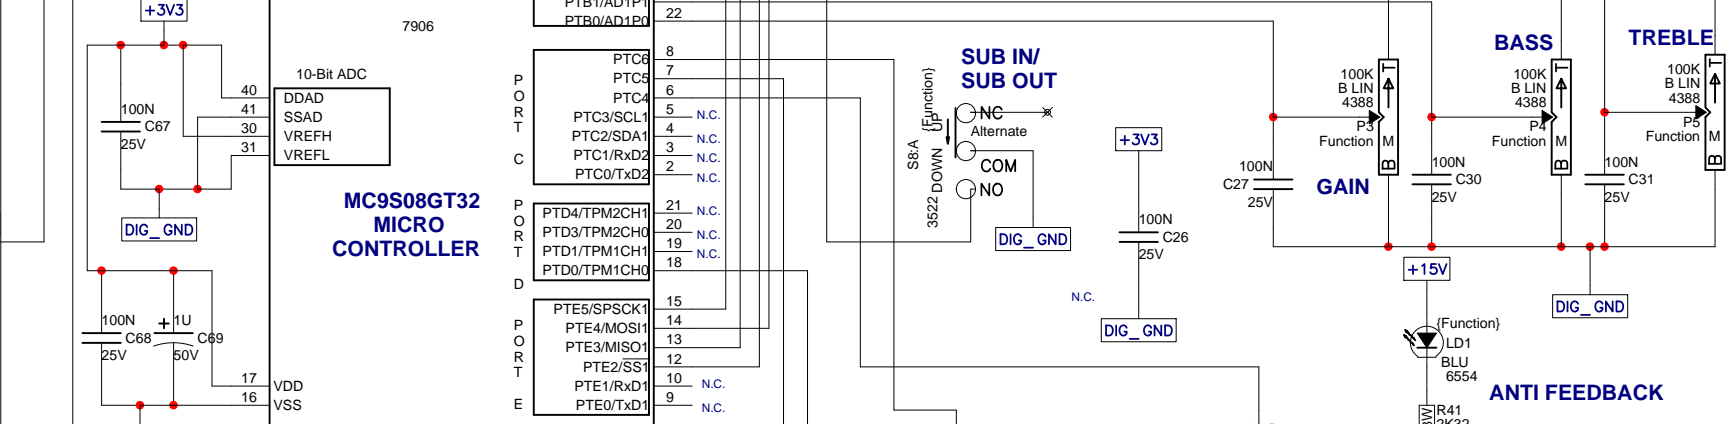 +3V3
7906
PTB1/AD1P1
PTB0/AD1P0
22
10-Bit ADC
40
DDAD
41
SSAD
30
VREFH
31
VREFL
100N
C67
25V
DIG_GND
MC9S08GT32
MICRO
CONTROLLER
100N
C68
25V
+
1U
C69
50V
17
VDD
16
VSS
PORT C
PTC6
8
PTC5
7
PTC4
6
PTC3/SCL1
5
N.C.
PTC2/SDA1
4
N.C.
PTC1/RxD2
3
N.C.
PTC0/TxD2
2
N.C.
PORT D
PTD4/TPM2CH1
21
N.C.
PTD3/TPM2CH0
20
N.C.
PTD1/TPM1CH1
19
N.C.
PTD0/TPM1CH0
18
PORT E
PTE5/SPSCK1
15
PTE4/MOSI1
14
PTE3/MISO1
13
PTE2/SS1
12
PTE1/RxD1
10
N.C.
PTE0/TxD1
9
N.C.
SUB IN/
SUB OUT
{Function}
UP
S8:A
3522 DOWN
NC
Alternate
COM
NO
DIG_GND
+3V3
100N
C26
25V
N.C.
DIG_GND
100N
C27
25V
GAIN
100K
B LIN
4388
P3
Function
T
M
B
BASS
100K
B LIN
4388
P4
Function
T
M
B
100N
C30
25V
TREBLE
100K
B LIN
4388
P5
Function
T
M
B
100N
C31
25V
DIG_GND
+15V
{Function}
LD1
BLU
6554
ANTI FEEDBACK
R41
2K32